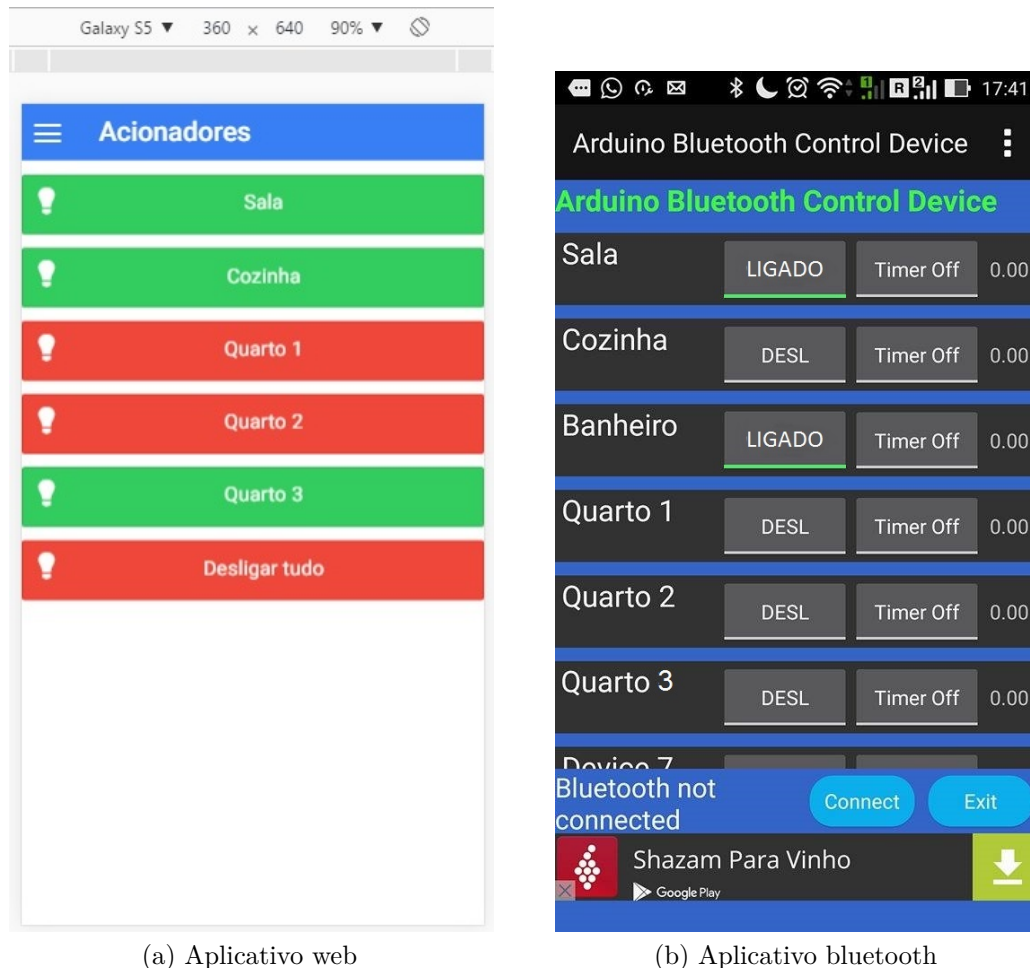 Galaxy S5 ▼ 360 × 640 90% ▼
Acionadores
Sala
Cozinha
Quarto 1
Quarto 2
Quarto 3
Desligar tudo
(a) Aplicativo web
R 17:41
Arduino Bluetooth Control Device
Arduino Bluetooth Control Device
Sala LIGADO Timer Off 0.00
Cozinha DESL Timer Off 0.00
Banheiro LIGADO Timer Off 0.00
Quarto 1 DESL Timer Off 0.00
Quarto 2 DESL Timer Off 0.00
Quarto 3 DESL Timer Off 0.00
Device 7
Bluetooth not
connected
Connect Exit
Shazam Para Vinho
Google Play
(b) Aplicativo bluetooth